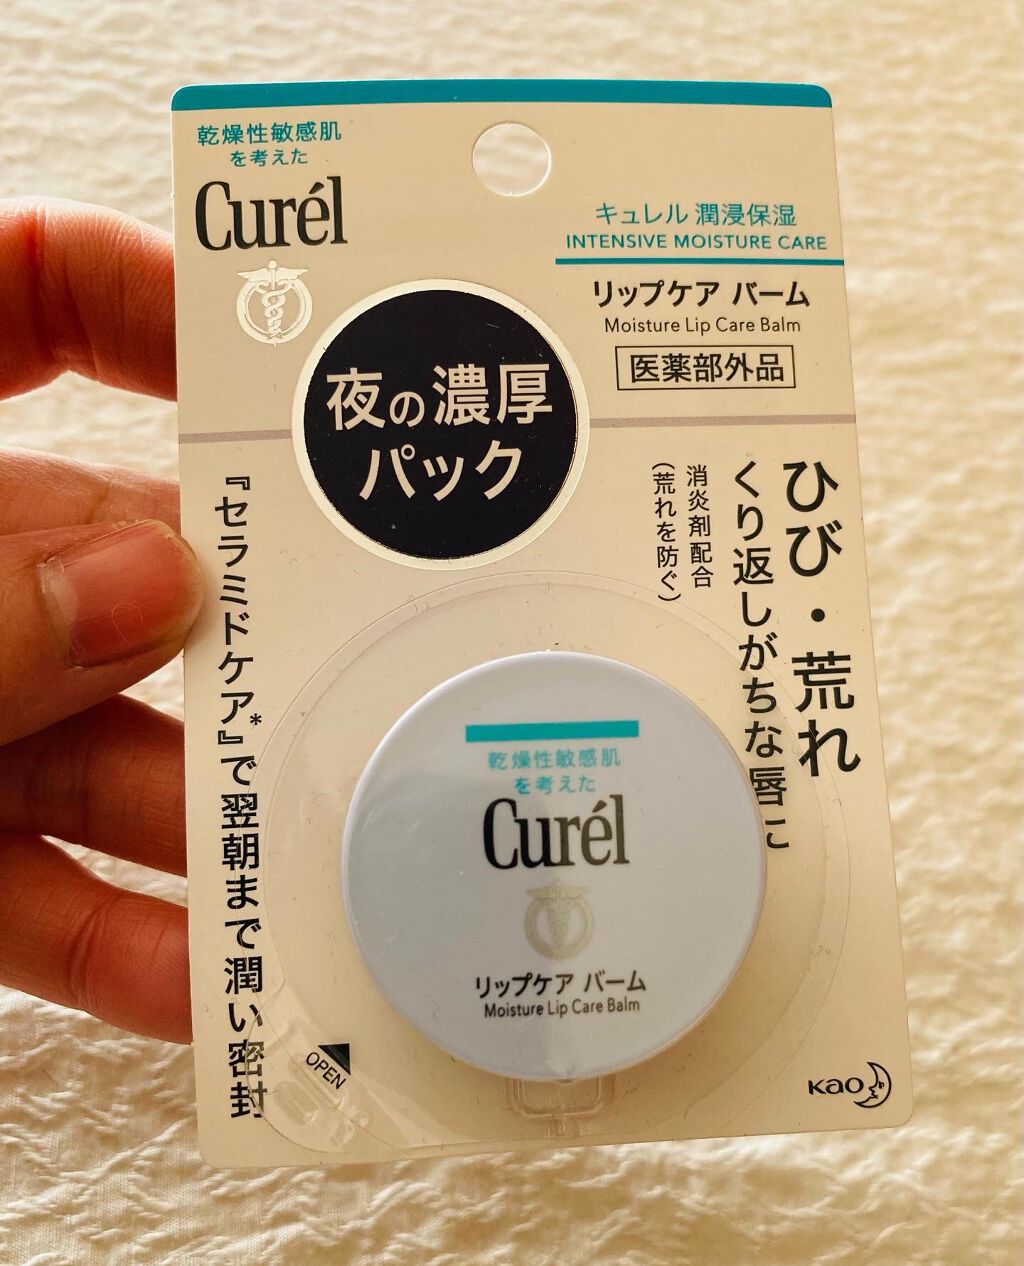 乾燥性敏感肌
を考えた
Curél
キュレル 潤浸保湿
INTENSIVE MOISTURE CARE
リップケア バーム
Moisture Lip Care Balm
医薬部外品
夜の濃厚
パック
ひび・荒れ
くり返しがちな唇に
消炎剤配合
(荒れを防ぐ)
『セラミドケア*』で翌朝まで潤い密封
乾燥性敏感肌
を考えた
Curél
リップケア バーム
Moisture Lip Care Balm
OPEN
Kao